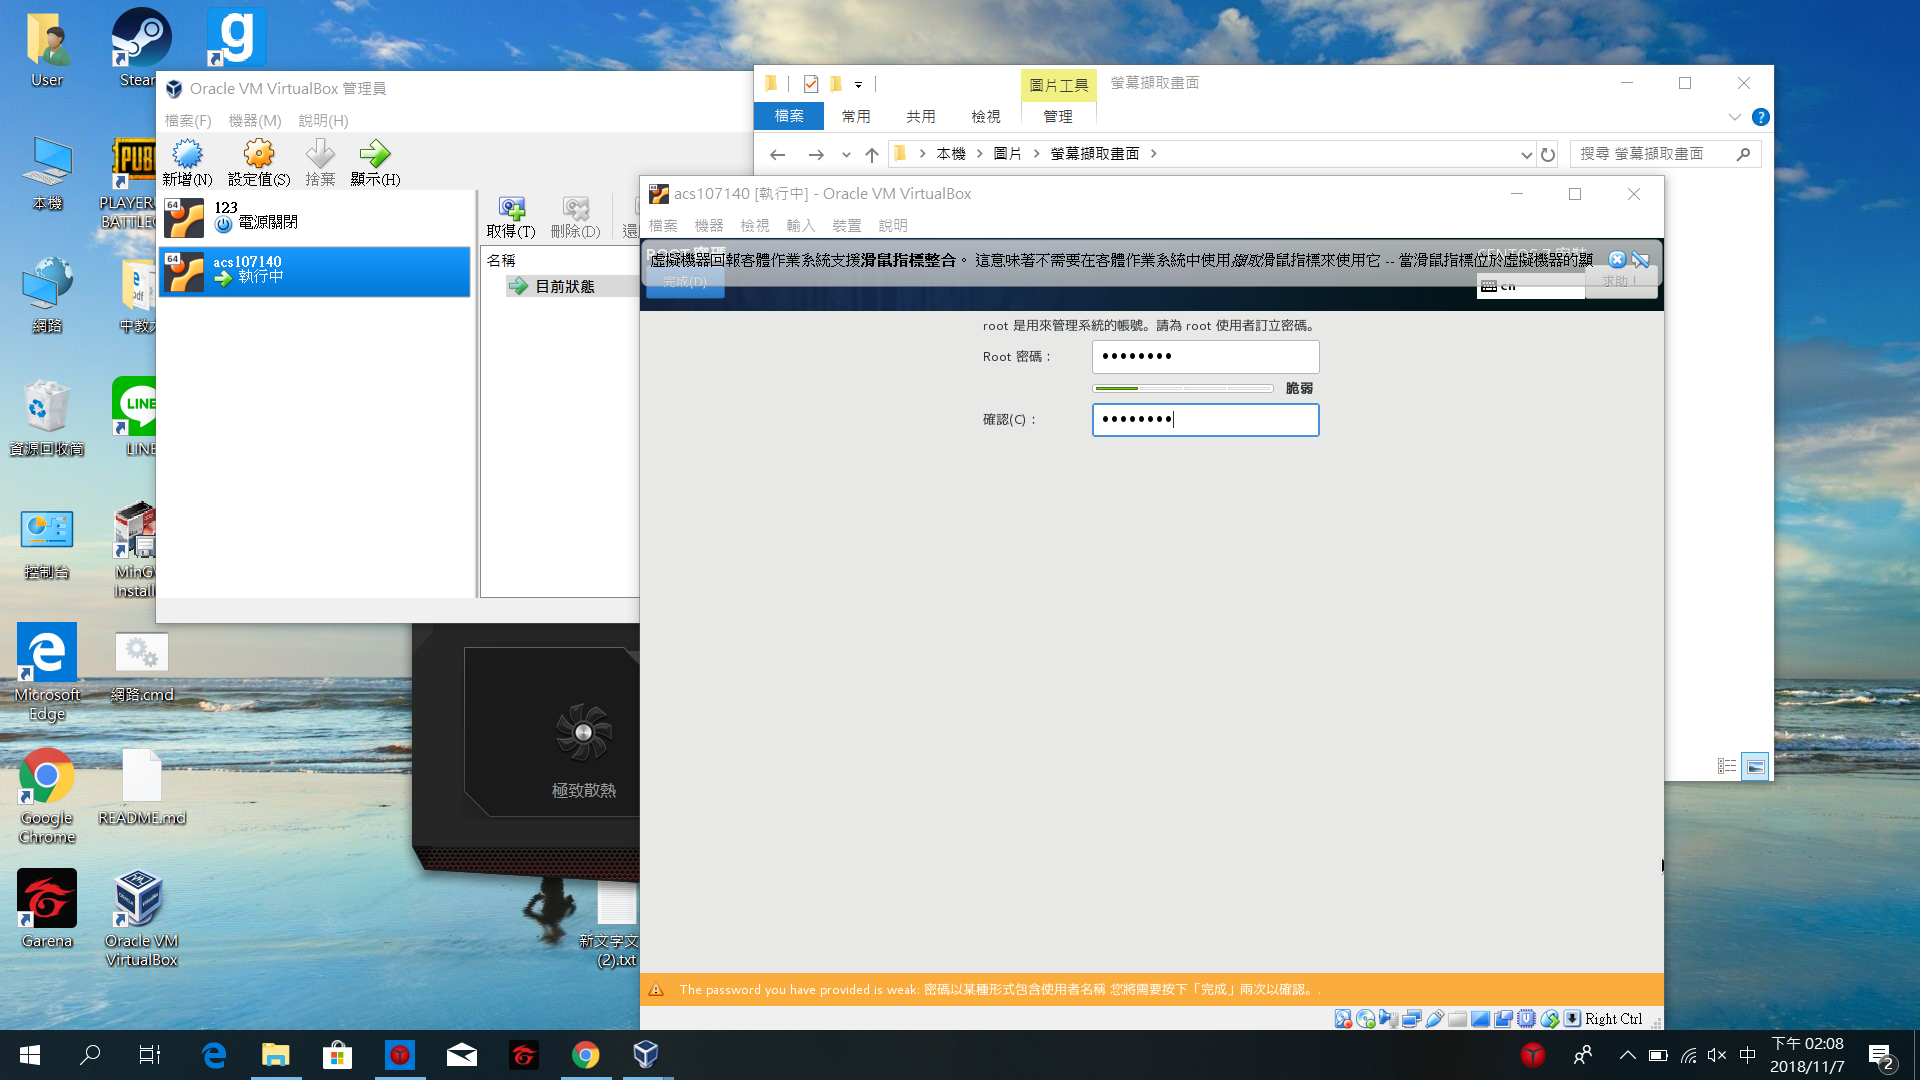 User
Steam
本機
PLAYER
BATTLEG
網路
中教大
資源回收筒
LINE
控制台
MinG
Install
Microsoft
Edge
網路.cmd
Google
Chrome
README.md
Garena
Oracle VM
VirtualBox
新文字文
(2).txt
極致散熱
Oracle VM VirtualBox 管理員
檔案(F) 機器(M) 說明(H)
新增(N) 設定值(S) 捨棄 顯示(H)
123
電源關閉
acs107140
執行中
取得(T) 刪除(D) 還
名稱
目前狀態
圖片工具 螢幕擷取畫面
檔案 常用 共用 檢視 管理
本機 圖片 螢幕擷取畫面
搜尋 螢幕擷取畫面
acs107140 [執行中] - Oracle VM VirtualBox
檔案 機器 檢視 輸入 裝置 說明
ROOT 密碼 CENTOS 7 安裝
虛擬機器回報客體作業系統支援滑鼠指標整合。 這意味著不需要在客體作業系統中使用擷取滑鼠指標來使用它 -- 當滑鼠指標位於虛擬機器的顯
完成(D) cn 求助！
root 是用來管理系統的帳號。請為 root 使用者訂立密碼。
Root 密碼： ••••••••
脆弱
確認(C)： ••••••••
The password you have provided is weak: 密碼以某種形式包含使用者名稱 您將需要按下「完成」兩次以確認。.
Right Ctrl
中
下午 02:08
2018/11/7
2